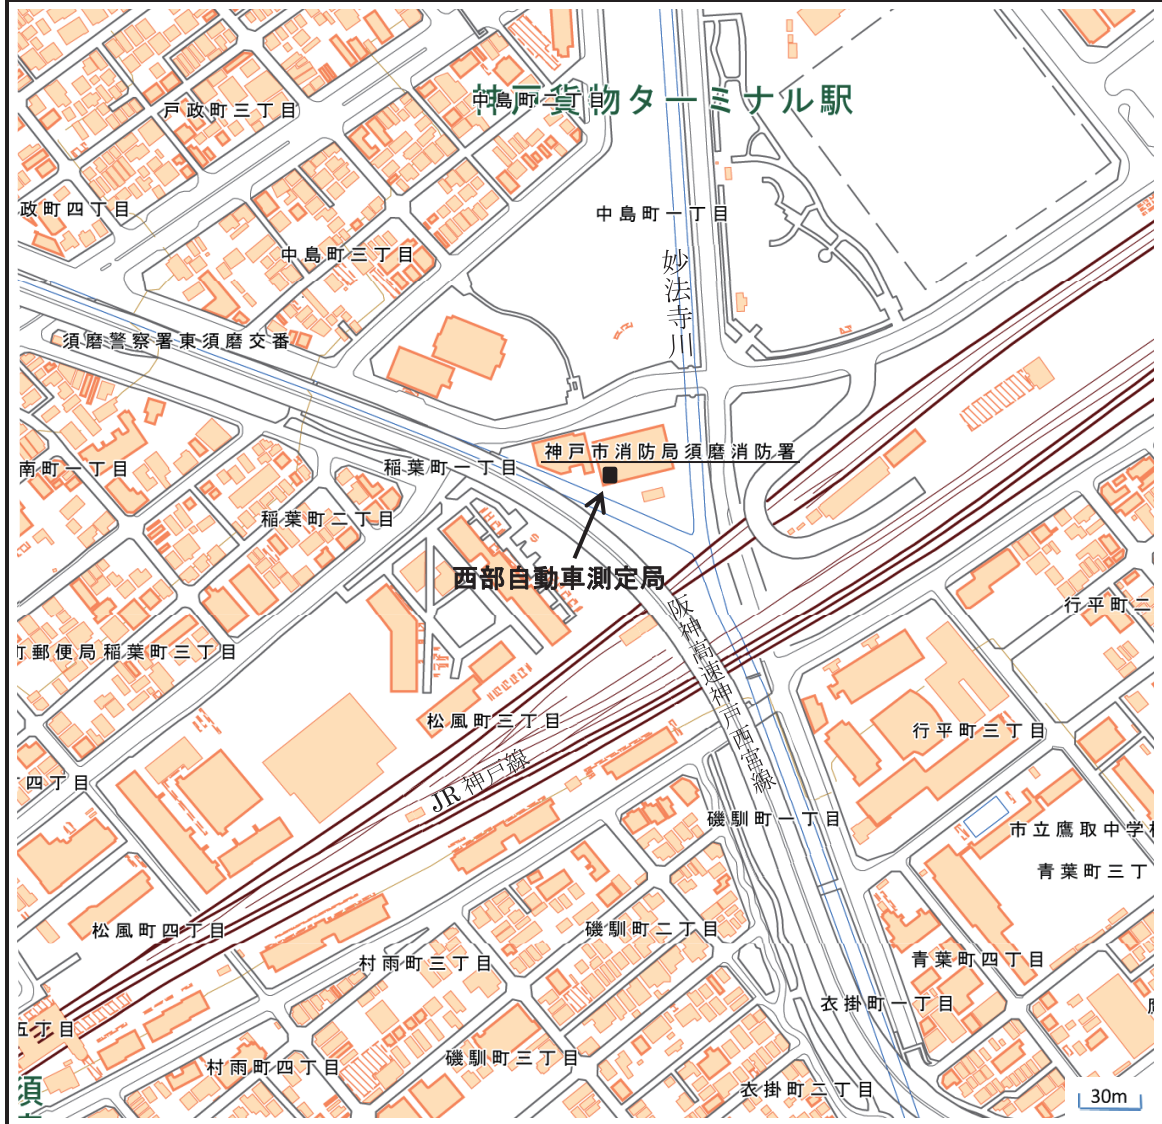 神戸貨物ターミナル駅
中島町二丁目
戸政町三丁目
政町四丁目
中島町一丁目
中島町三丁目
妙法寺川
須磨警察署東須磨交番
神戸市消防局須磨消防署
南町一丁目
稲葉町一丁目
稲葉町二丁目
西部自動車測定局
阪神高速神戸西宮線
行平町二
町郵便局
稲葉町三丁目
松風町三丁目
行平町三丁目
JR 神戸線
四丁目
磯馴町一丁目
市立鷹取中学校
青葉町三丁
松風町四丁目
磯馴町二丁目
村雨町三丁目
青葉町四丁目
衣掛町一丁目
五丁目
磯馴町三丁目
村雨町四丁目
衣掛町二丁目
須
30m